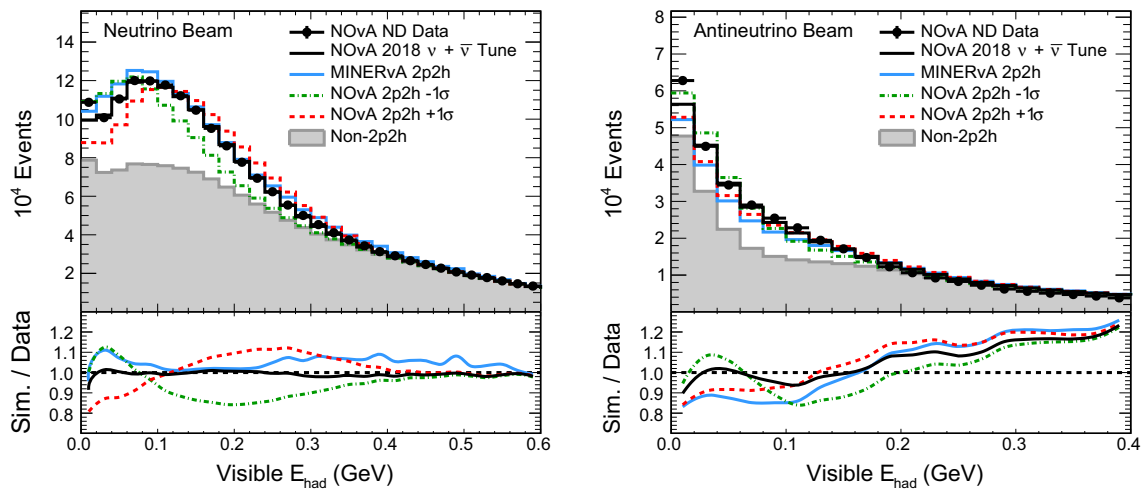 Neutrino Beam
NOvA ND Data
NOvA 2018 ν + ν̅ Tune
MINERvA 2p2h
NOvA 2p2h -1σ
NOvA 2p2h +1σ
Non-2p2h
10⁴ Events
14
12
10
8
6
4
2
Sim. / Data
1.2
1.1
1.0
0.9
0.8
0.0 0.1 0.2 0.3 0.4 0.5 0.6
Visible E_had (GeV)
Antineutrino Beam
NOvA ND Data
NOvA 2018 ν + ν̅ Tune
MINERvA 2p2h
NOvA 2p2h -1σ
NOvA 2p2h +1σ
Non-2p2h
10⁴ Events
8
7
6
5
4
3
2
1
Sim. / Data
1.2
1.1
1.0
0.9
0.8
0.0 0.1 0.2 0.3 0.4
Visible E_had (GeV)